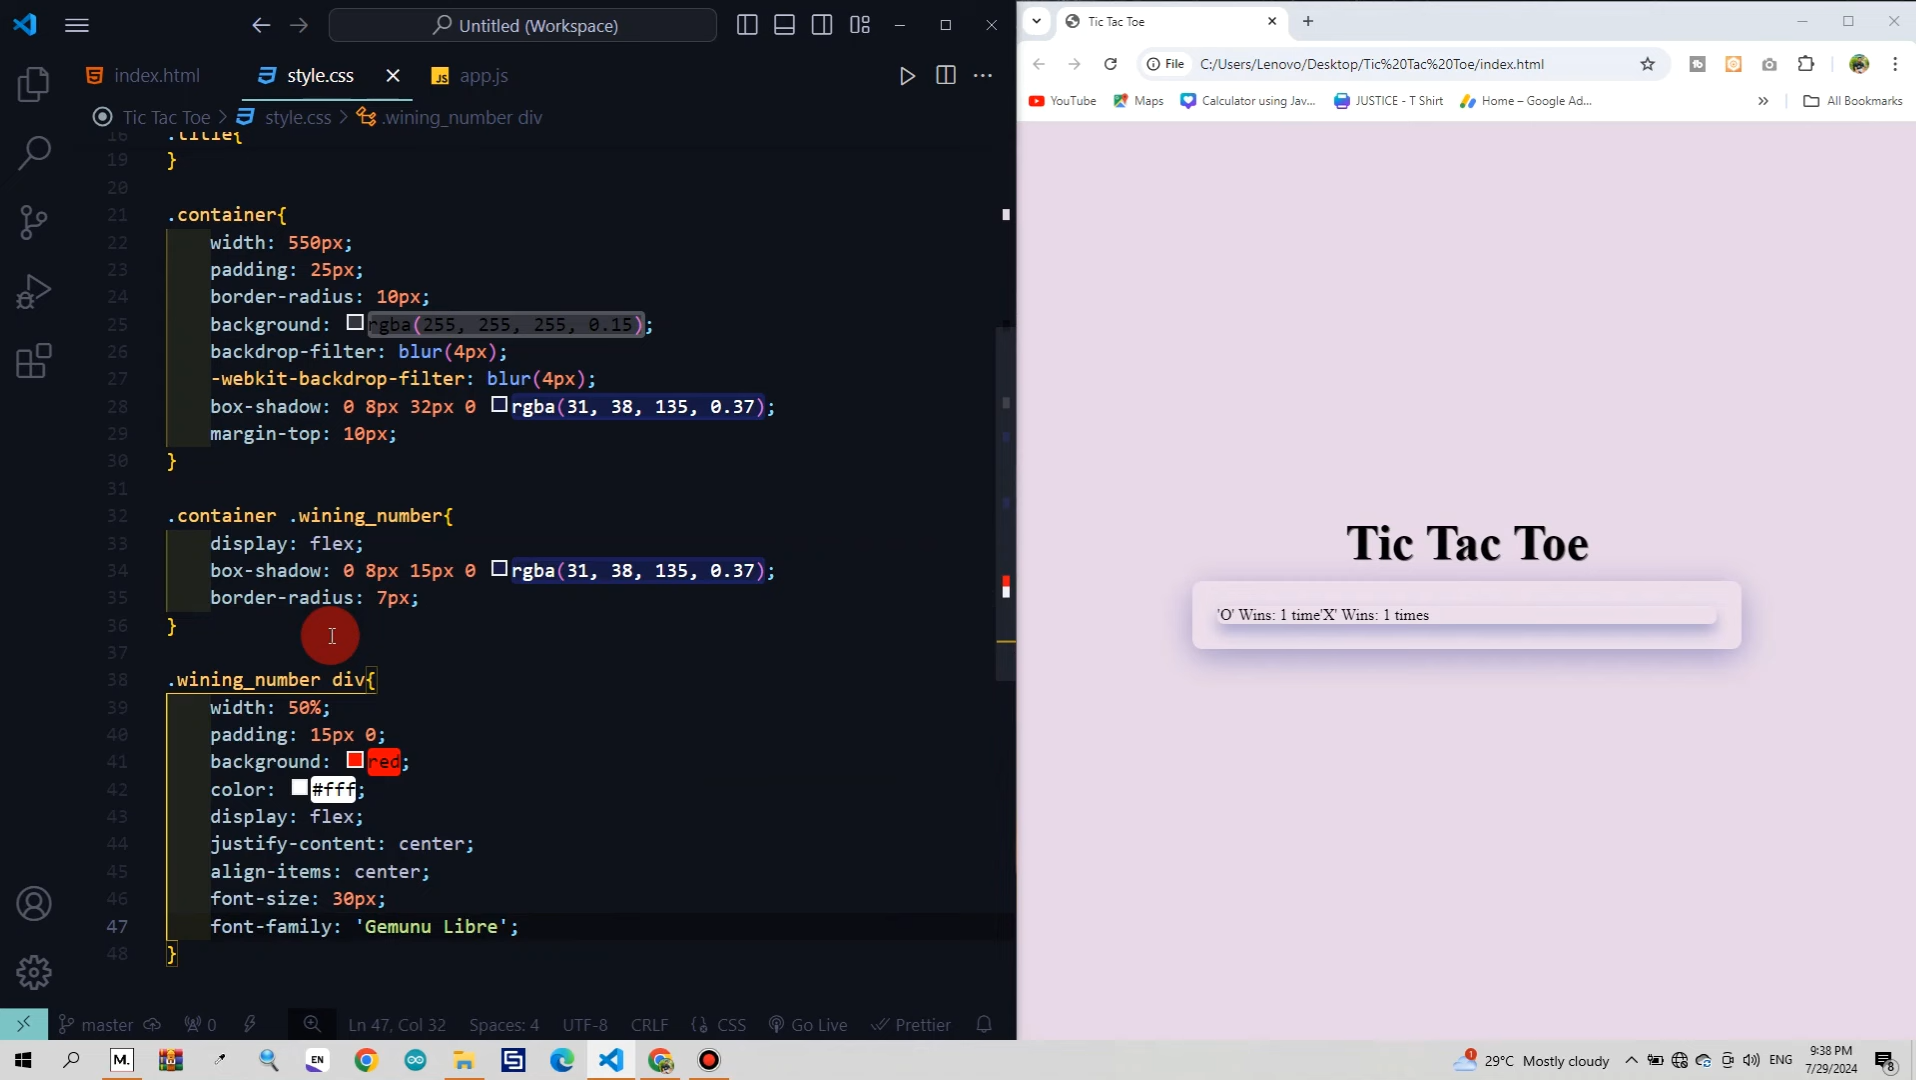 Untitled (Workspace)
index.html
style.css
JS app.js
Tic Tac Toe > style.css > .wining_number div
16 .title{
19 }
20
21 .container{
22 width: 550px;
23 padding: 25px;
24 border-radius: 10px;
25 background: rgba(255, 255, 255, 0.15);
26 backdrop-filter: blur(4px);
27 -webkit-backdrop-filter: blur(4px);
28 box-shadow: 0 8px 32px 0 rgba(31, 38, 135, 0.37);
29 margin-top: 10px;
30 }
31
32 .container .wining_number{
33 display: flex;
34 box-shadow: 0 8px 15px 0 rgba(31, 38, 135, 0.37);
35 border-radius: 7px;
36 }
37
38 .wining_number div{
39 width: 50%;
40 padding: 15px 0;
41 background: red;
42 color: #fff;
43 display: flex;
44 justify-content: center;
45 align-items: center;
46 font-size: 30px;
47 font-family: 'Gemunu Libre';
48 }
master 0 Ln 47, Col 32 Spaces: 4 UTF-8 CRLF {} CSS Go Live Prettier
Tic Tac Toe
File C:/Users/Lenovo/Desktop/Tic%20Tac%20Toe/index.html
YouTube Maps Calculator using Jav... JUSTICE - T Shirt Home – Google Ad... » All Bookmarks
Tic Tac Toe
'O' Wins: 1 time'X' Wins: 1 times
M. EN 29°C Mostly cloudy ENG 9:38 PM
7/29/2024
8